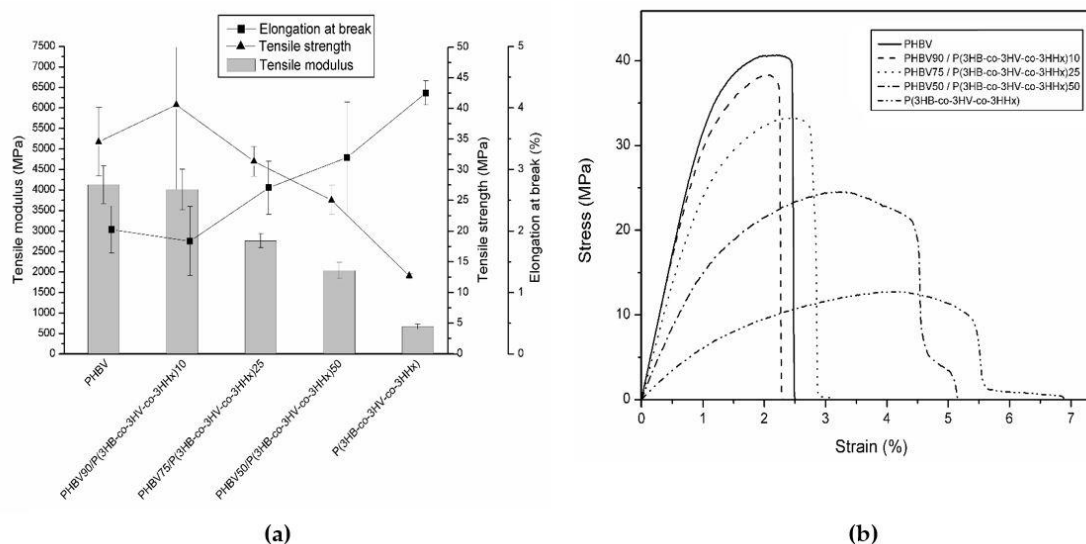 (a)
Elongation at break
Tensile strength
Tensile modulus
7500
7000
6500
6000
5500
5000
4500
4000
3500
3000
2500
2000
1500
1000
500
0
Tensile modulus (MPa)
50
45
40
35
30
25
20
15
10
5
0
Tensile strength (MPa)
5
4
3
2
1
0
Elongation at break (%)
PHBV
PHBV90/P(3HB-co-3HV-co-3HHx)10
PHBV75/P(3HB-co-3HV-co-3HHx)25
PHBV50/P(3HB-co-3HV-co-3HHx)50
P(3HB-co-3HV-co-3HHx)
(a)
40
30
20
10
0
Stress (MPa)
PHBV
PHBV90 / P(3HB-co-3HV-co-3HHx)10
PHBV75 / P(3HB-co-3HV-co-3HHx)25
PHBV50 / P(3HB-co-3HV-co-3HHx)50
P(3HB-co-3HV-co-3HHx)
0 1 2 3 4 5 6 7
Strain (%)
(b)